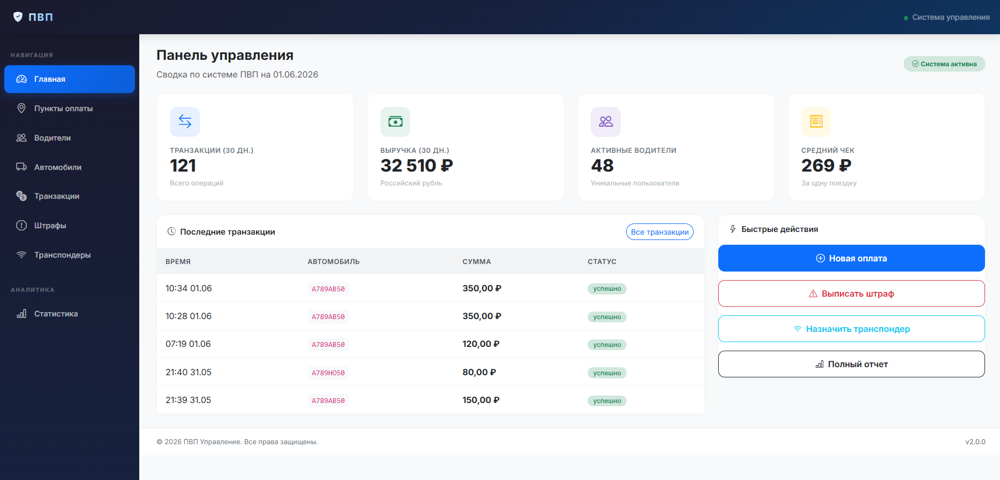 ПВП
Система управления
НАВИГАЦИЯ
Главная
Пункты оплаты
Водители
Автомобили
Транзакции
Штрафы
Транспондеры
АНАЛИТИКА
Статистика
Панель управления
Сводка по системе ПВП на 01.06.2026
Система активна
ТРАНЗАКЦИИ (30 ДН.)
121
Всего операций
ВЫРУЧКА (30 ДН.)
32 510 ₽
Российский рубль
АКТИВНЫЕ ВОДИТЕЛИ
48
Уникальные пользователи
СРЕДНИЙ ЧЕК
269 ₽
За одну поездку
Последние транзакции
Все транзакции
ВРЕМЯ АВТОМОБИЛЬ СУММА СТАТУС
10:34 01.06 А789АВ50 350,00 ₽ успешно
10:28 01.06 А789АВ50 350,00 ₽ успешно
07:19 01.06 А789АВ50 120,00 ₽ успешно
21:40 31.05 А789НО50 80,00 ₽ успешно
21:39 31.05 А789АВ50 150,00 ₽ успешно
Быстрые действия
Новая оплата
Выписать штраф
Назначить транспондер
Полный отчет
© 2026 ПВП Управление. Все права защищены.
v2.0.0